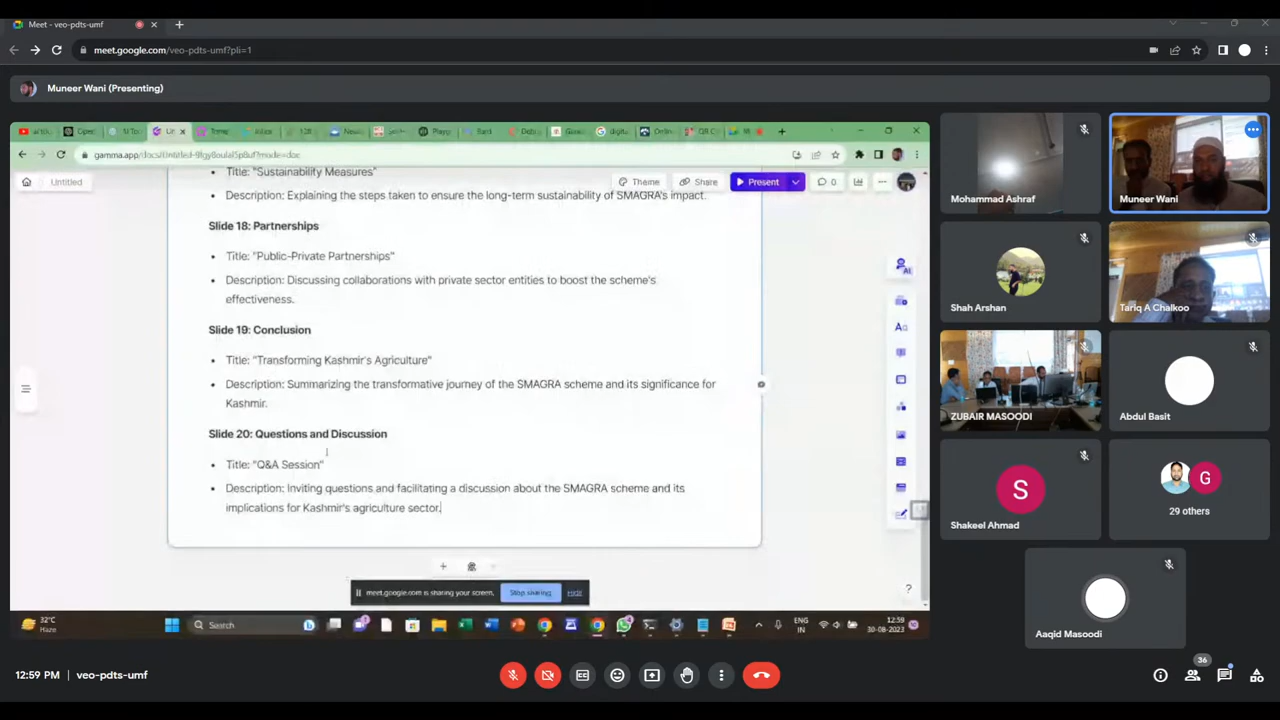 Meet - veo-pdts-umf
meet.google.com/veo-pdts-umf?pli=1
Muneer Wani (Presenting)
Untitled
Theme
Share
Present
0
Title: "Sustainability Measures"
Description: Explaining the steps taken to ensure the long-term sustainability of SMAGRA's impact.
Slide 18: Partnerships
Title: "Public-Private Partnerships"
Description: Discussing collaborations with private sector entities to boost the scheme's
effectiveness.
Slide 19: Conclusion
Title: "Transforming Kashmir's Agriculture"
Description: Summarizing the transformative journey of the SMAGRA scheme and its significance for
Kashmir.
Slide 20: Questions and Discussion
Title: "Q&A Session"
Description: Inviting questions and facilitating a discussion about the SMAGRA scheme and its
implications for Kashmir's agriculture sector.
AI
Aa
meet.google.com is sharing your screen.
Stop sharing
Hide
32°C
Haze
Search
ENG
IN
12:59
30-08-2023
Mohammad Ashraf
Muneer Wani
Shah Arshan
Tariq A Chalkoo
ZUBAIR MASOODI
Abdul Basit
S
Shakeel Ahmad
G
29 others
Aaqid Masoodi
12:59 PM | veo-pdts-umf
36